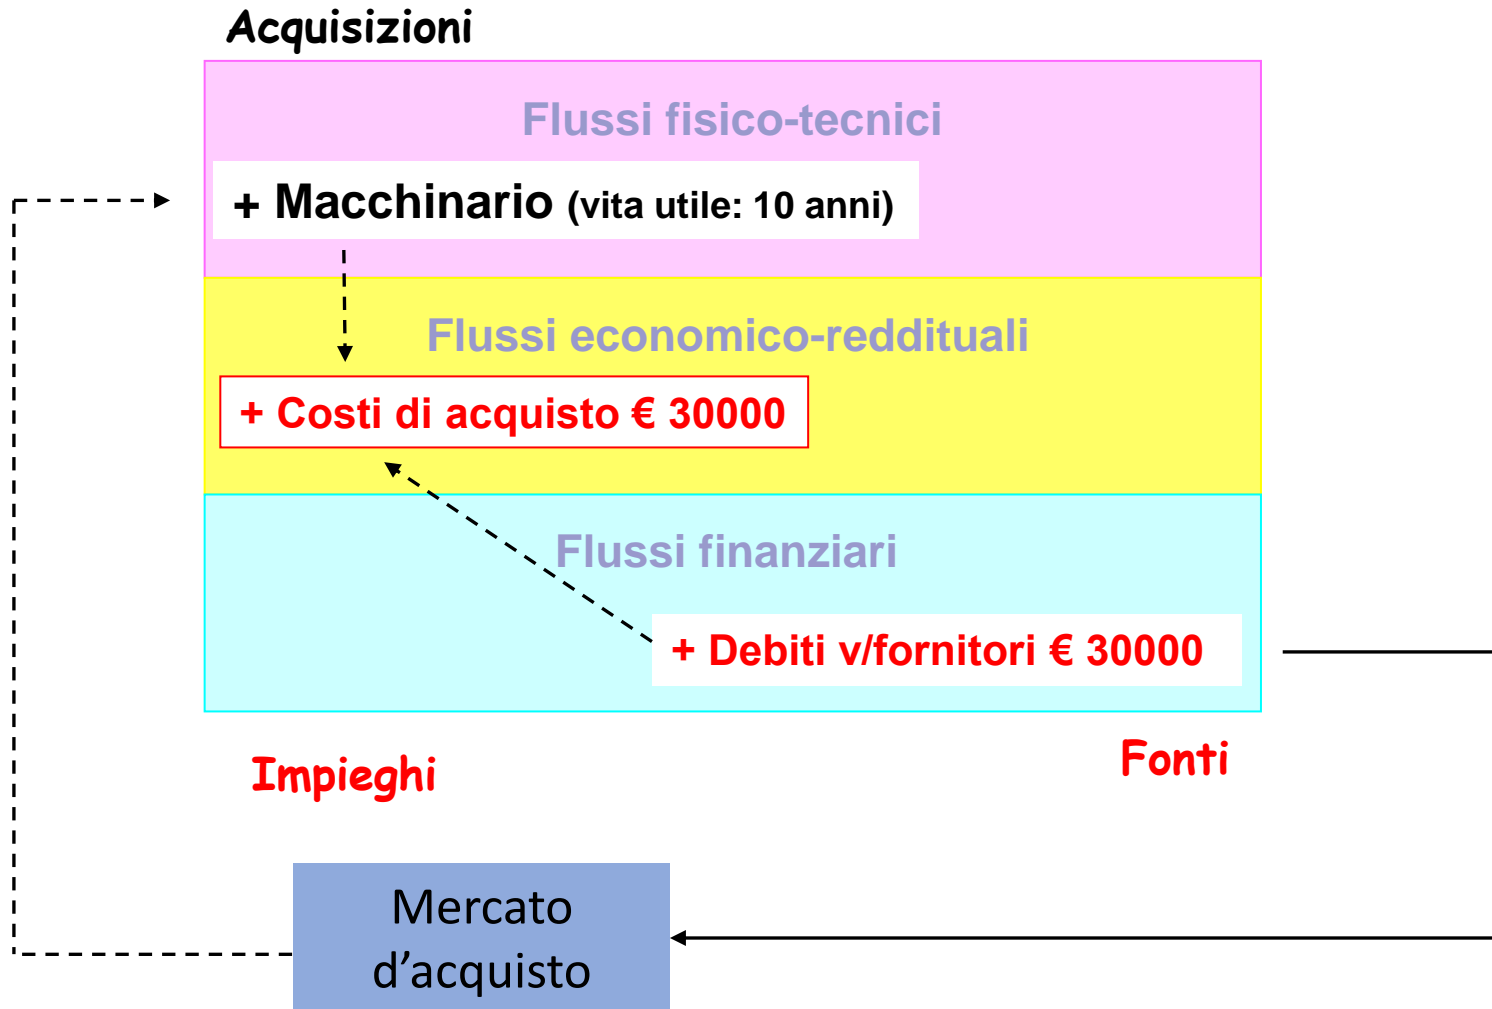 Acquisizioni
Flussi fisico-tecnici
+ Macchinario (vita utile: 10 anni)
Flussi economico-reddituali
+ Costi di acquisto € 30000
Flussi finanziari
+ Debiti v/fornitori € 30000
Impieghi
Fonti
Mercato
d’acquisto